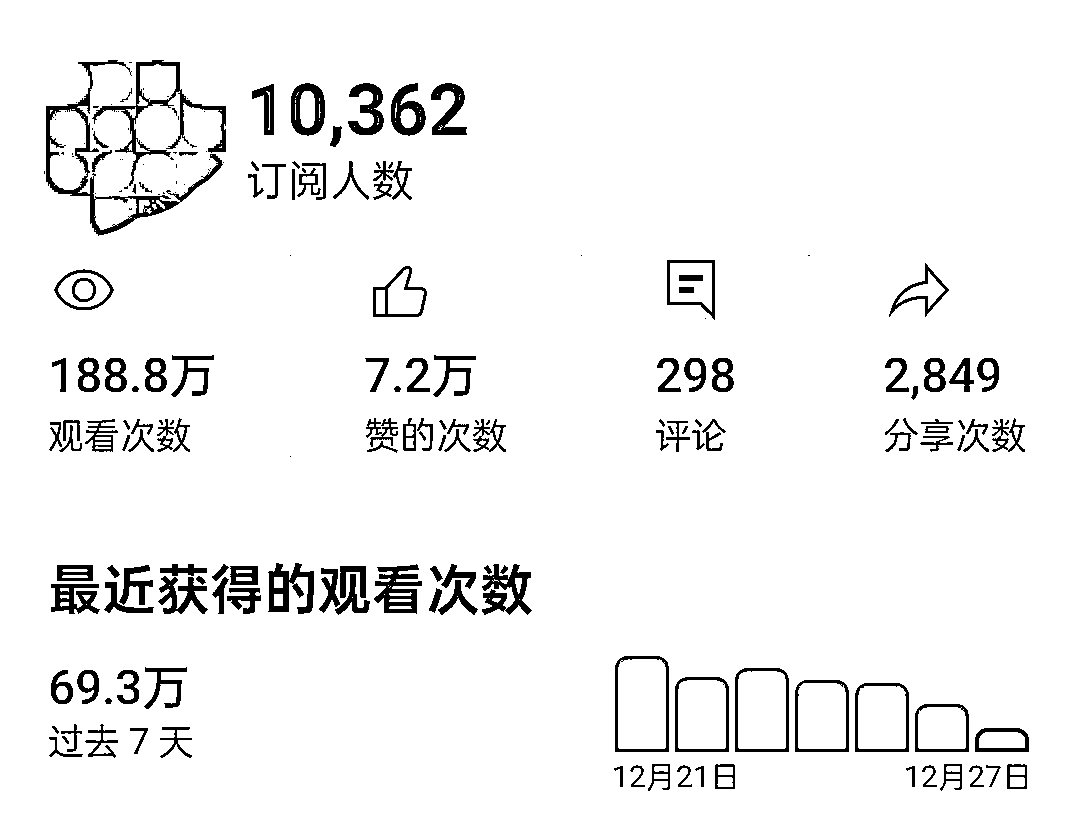 10,362
订阅人数
188.8万 7.2万 298 2,849
观看次数 赞的次数 评论 分享次数
最近获得的观看次数
69.3万
过去 7 天
12月21日 12月27日